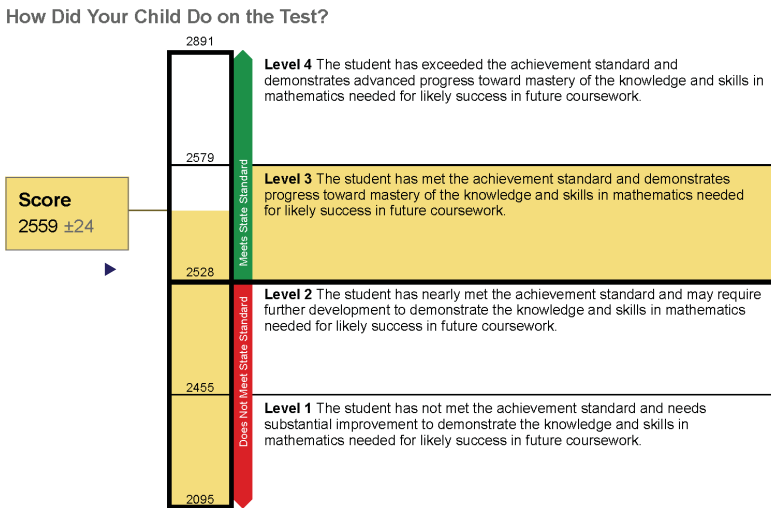 How Did Your Child Do on the Test?
2891
Level 4 The student has exceeded the achievement standard and
demonstrates advanced progress toward mastery of the knowledge and skills in
mathematics needed for likely success in future coursework.
2579
Meets State Standard
Level 3 The student has met the achievement standard and demonstrates
progress toward mastery of the knowledge and skills in mathematics needed
for likely success in future coursework.
Score
2559 ±24
2528
Level 2 The student has nearly met the achievement standard and may require
further development to demonstrate the knowledge and skills in mathematics
needed for likely success in future coursework.
Does Not Meet State Standard
2455
Level 1 The student has not met the achievement standard and needs
substantial improvement to demonstrate the knowledge and skills in
mathematics needed for likely success in future coursework.
2095